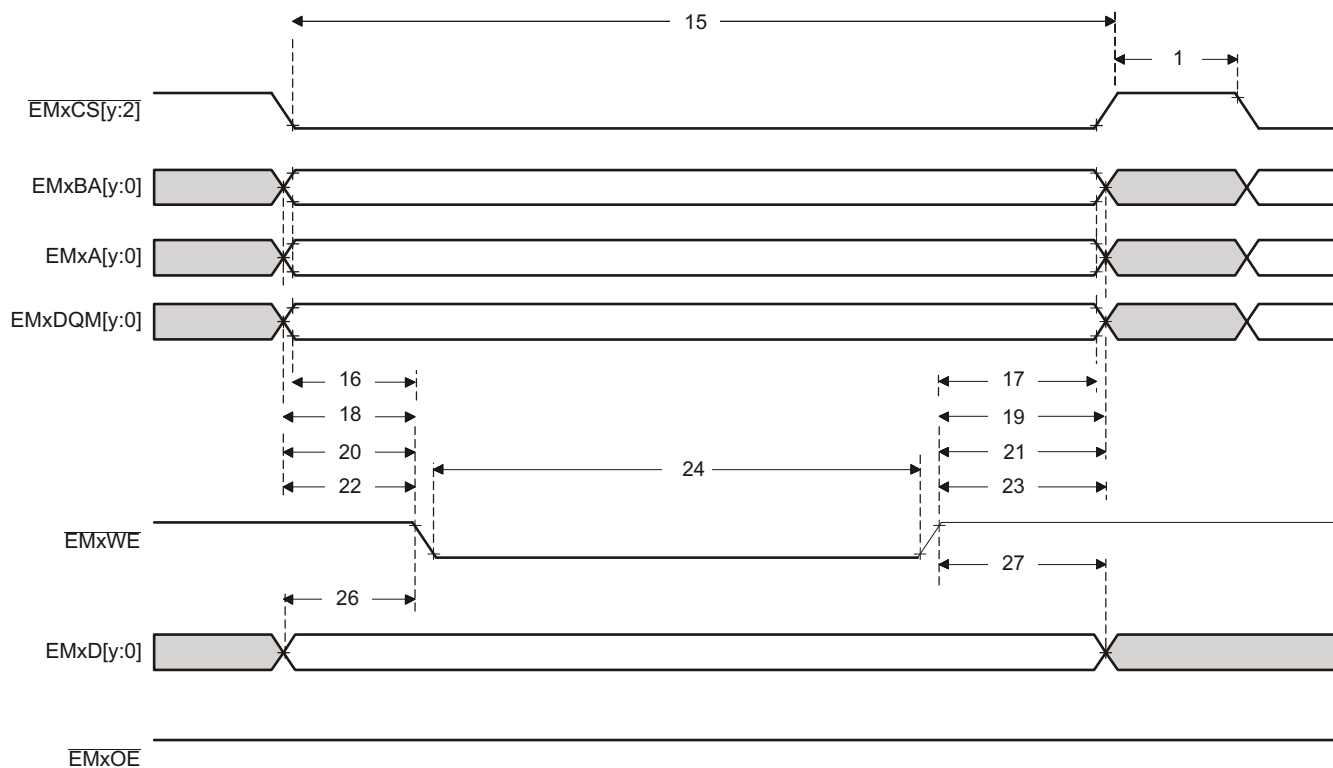 15
1
EMxCS[y:2]
EMxBA[y:0]
EMxA[y:0]
EMxDQM[y:0]
16 17
18 19
20 21
24
22 23
EMxWE
27
26
EMxD[y:0]
EMxOE